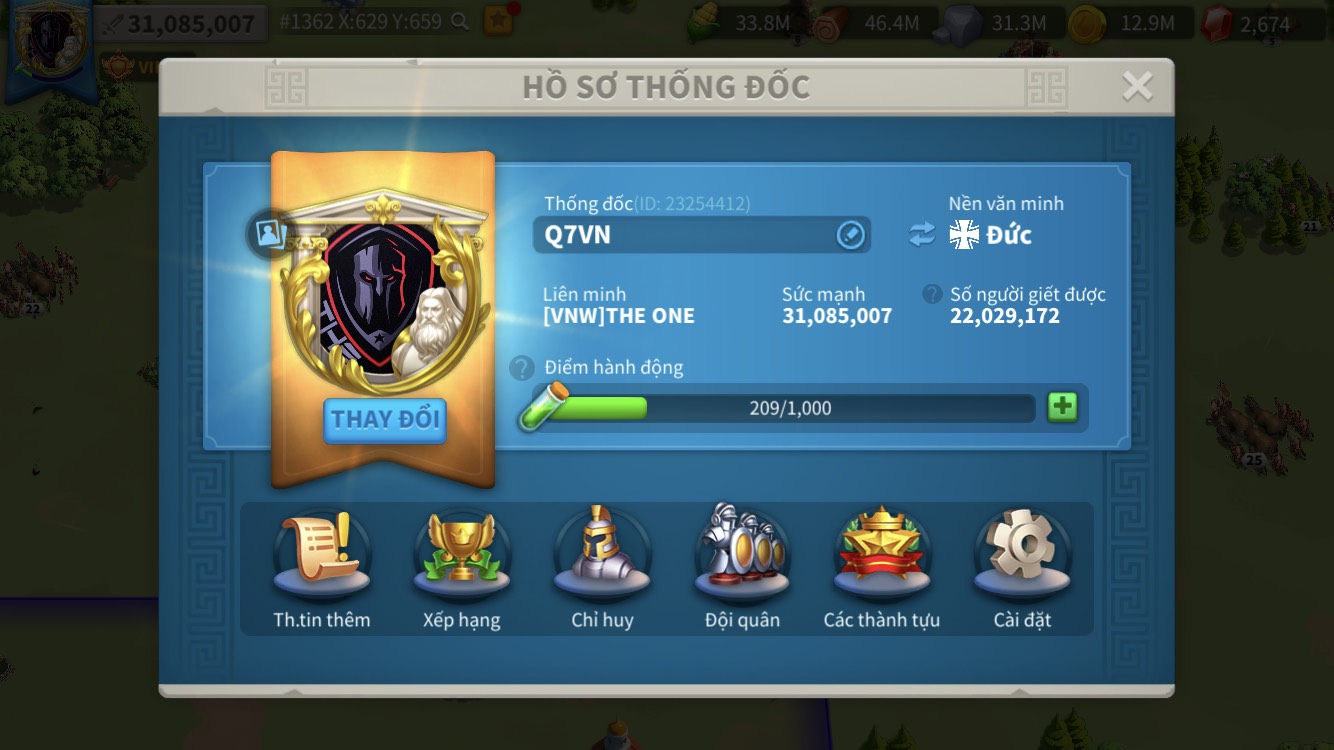 31,085,007
#1362 X:629 Y:659
33.8M
46.4M
31.3M
12.9M
2,674
HỒ SƠ THỐNG ĐỐC
Thống đốc(ID: 23254412)
Q7VN
Nền văn minh
Đức
Liên minh
[VNW]THE ONE
Sức mạnh
31,085,007
Số người giết được
22,029,172
Điểm hành động
209/1,000
THAY ĐỔI
Th.tin thêm
Xếp hạng
Chỉ huy
Đội quân
Các thành tựu
Cài đặt
22
21
25